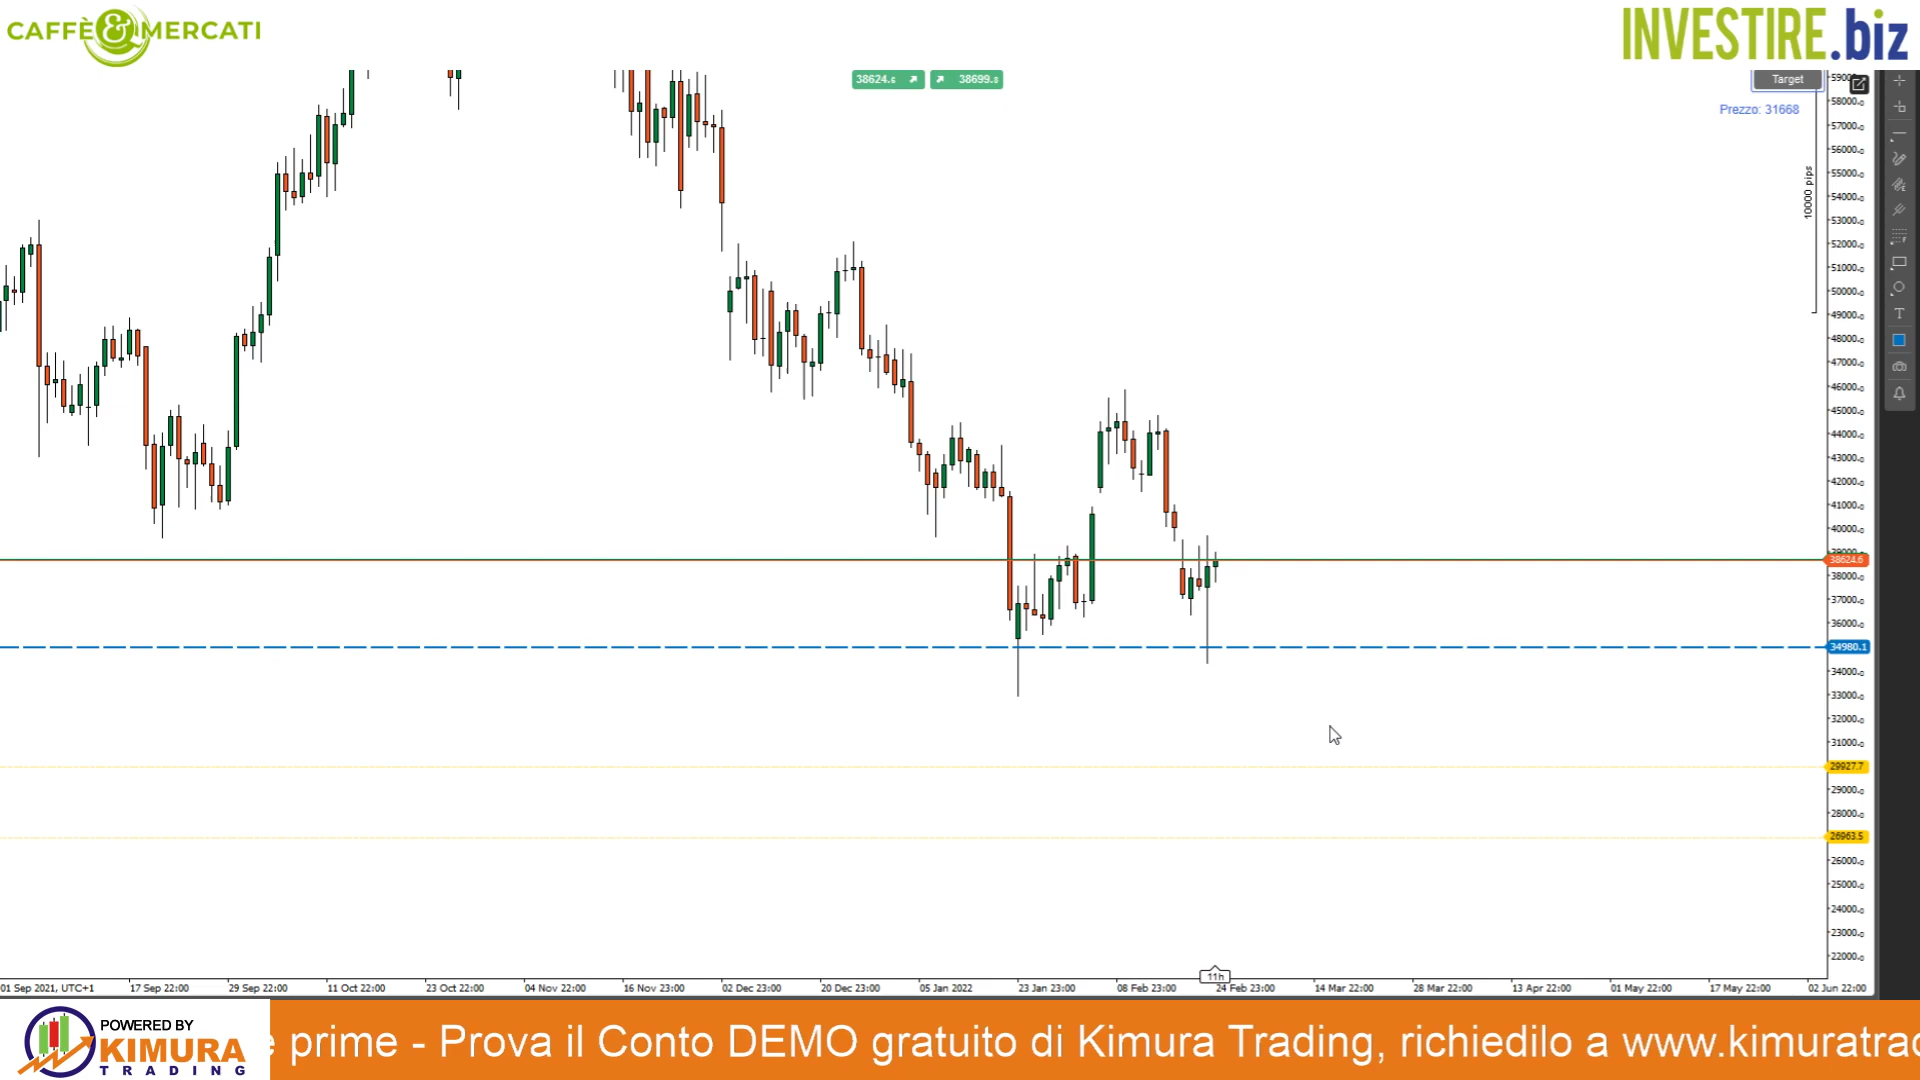 CAFFÈ & MERCATI
INVESTIRE.biz
38624.6
38699.8
Target
Prezzo: 31668
10000 pips
59000.0
58000.0
57000.0
56000.0
55000.0
54000.0
53000.0
52000.0
51000.0
50000.0
49000.0
48000.0
47000.0
46000.0
45000.0
44000.0
43000.0
42000.0
41000.0
40000.0
39000.0
38624.6
38000.0
37000.0
36000.0
34980.1
34000.0
33000.0
32000.0
31000.0
29927.7
29000.0
28000.0
26963.5
26000.0
25000.0
24000.0
23000.0
22000.0
11h
01 Sep 2021, UTC+1
17 Sep 22:00
29 Sep 22:00
11 Oct 22:00
23 Oct 22:00
04 Nov 22:00
16 Nov 23:00
02 Dec 23:00
20 Dec 23:00
05 Jan 2022
23 Jan 23:00
08 Feb 23:00
24 Feb 23:00
14 Mar 22:00
28 Mar 22:00
13 Apr 22:00
01 May 22:00
17 May 22:00
02 Jun 22:00
POWERED BY
KIMURA
TRADING
e prime - Prova il Conto DEMO gratuito di Kimura Trading, richiedilo a www.kimuratrad